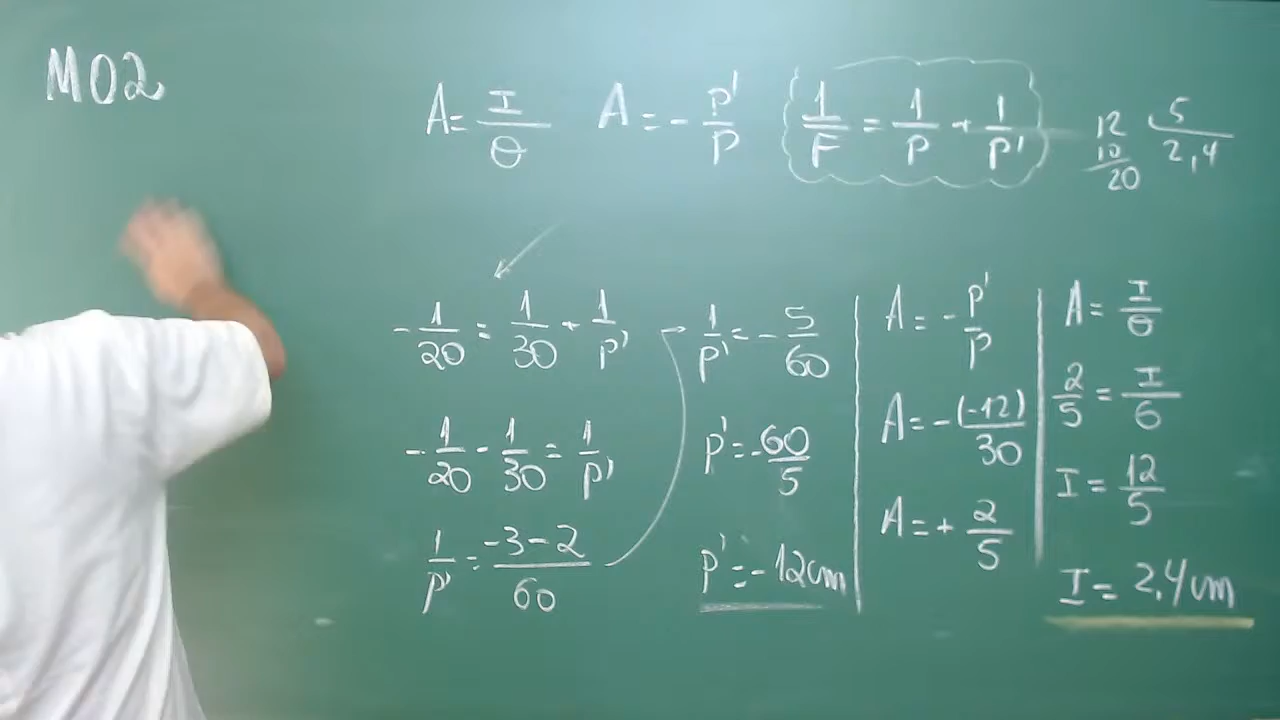 MO2
A = I/O A = - P'/P 1/F = 1/P + 1/P'
12 5
10 2,4
20
- 1/20 = 1/30 + 1/P'
- 1/20 - 1/30 = 1/P'
1/P' = -3-2/60
1/P' = - 5/60
P' = - 60/5
P' = - 12cm
A = - P'/P
A = - (-12)/30
A = + 2/5
A = I/O
2/5 = I/6
I = 12/5
I = 2,4cm